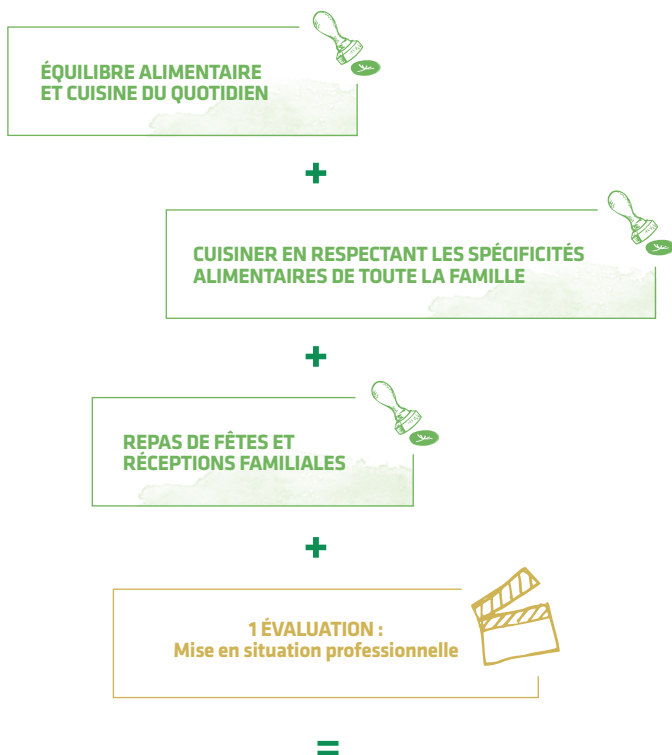 ÉQUILIBRE ALIMENTAIRE
ET CUISINE DU QUOTIDIEN
+
CUISINER EN RESPECTANT LES SPÉCIFICITÉS
ALIMENTAIRES DE TOUTE LA FAMILLE
+
REPAS DE FÊTES ET
RÉCEPTIONS FAMILIALES
+
1 ÉVALUATION :
Mise en situation professionnelle
=